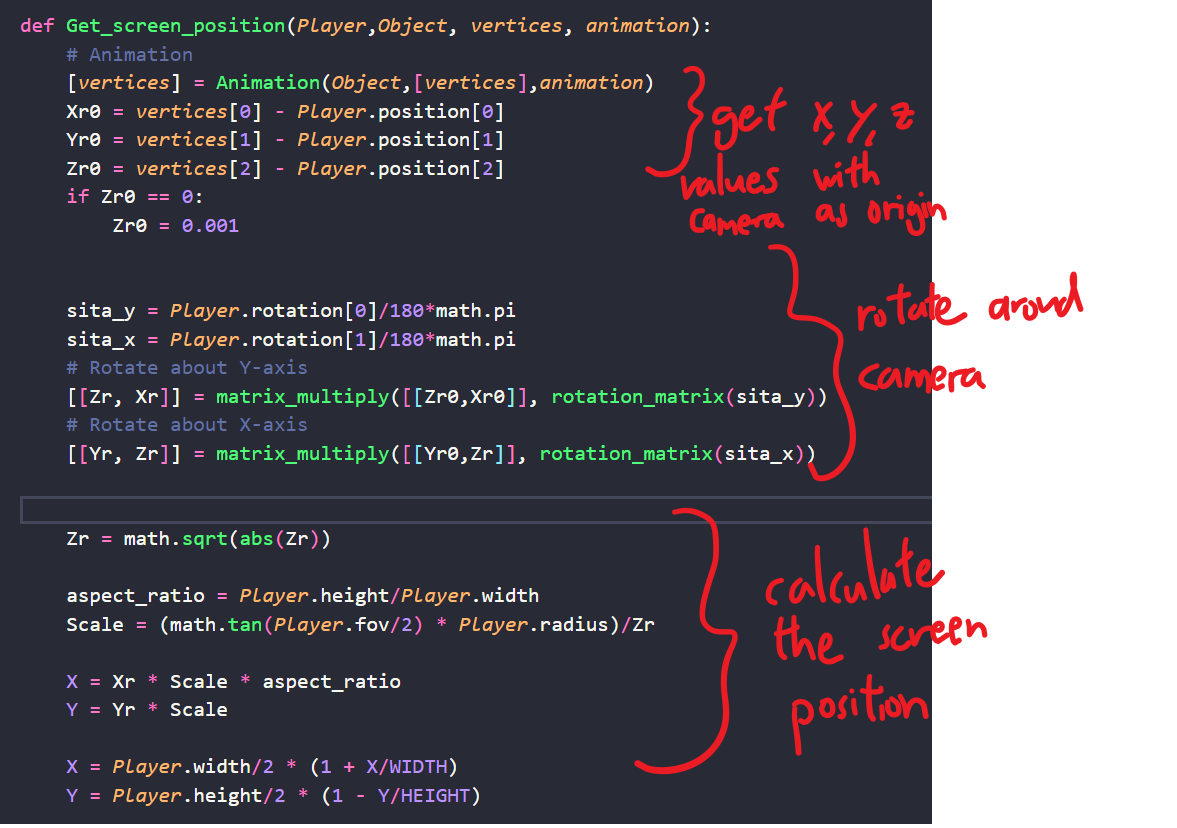 def Get_screen_position(Player,Object, vertices, animation):
# Animation
[vertices] = Animation(Object,[vertices],animation)
Xr0 = vertices[0] - Player.position[0]
Yr0 = vertices[1] - Player.position[1]
Zr0 = vertices[2] - Player.position[2]
if Zr0 == 0:
Zr0 = 0.001
get x, y, z
values with
camera as origin
sita_y = Player.rotation[0]/180*math.pi
sita_x = Player.rotation[1]/180*math.pi
# Rotate about Y-axis
[[Zr, Xr]] = matrix_multiply([[Zr0,Xr0]], rotation_matrix(sita_y))
# Rotate about X-axis
[[Yr, Zr]] = matrix_multiply([[Yr0,Zr]], rotation_matrix(sita_x))
rotate around
camera
Zr = math.sqrt(abs(Zr))
aspect_ratio = Player.height/Player.width
Scale = (math.tan(Player.fov/2) * Player.radius)/Zr
X = Xr * Scale * aspect_ratio
Y = Yr * Scale
X = Player.width/2 * (1 + X/WIDTH)
Y = Player.height/2 * (1 - Y/HEIGHT)
calculate
the screen
position